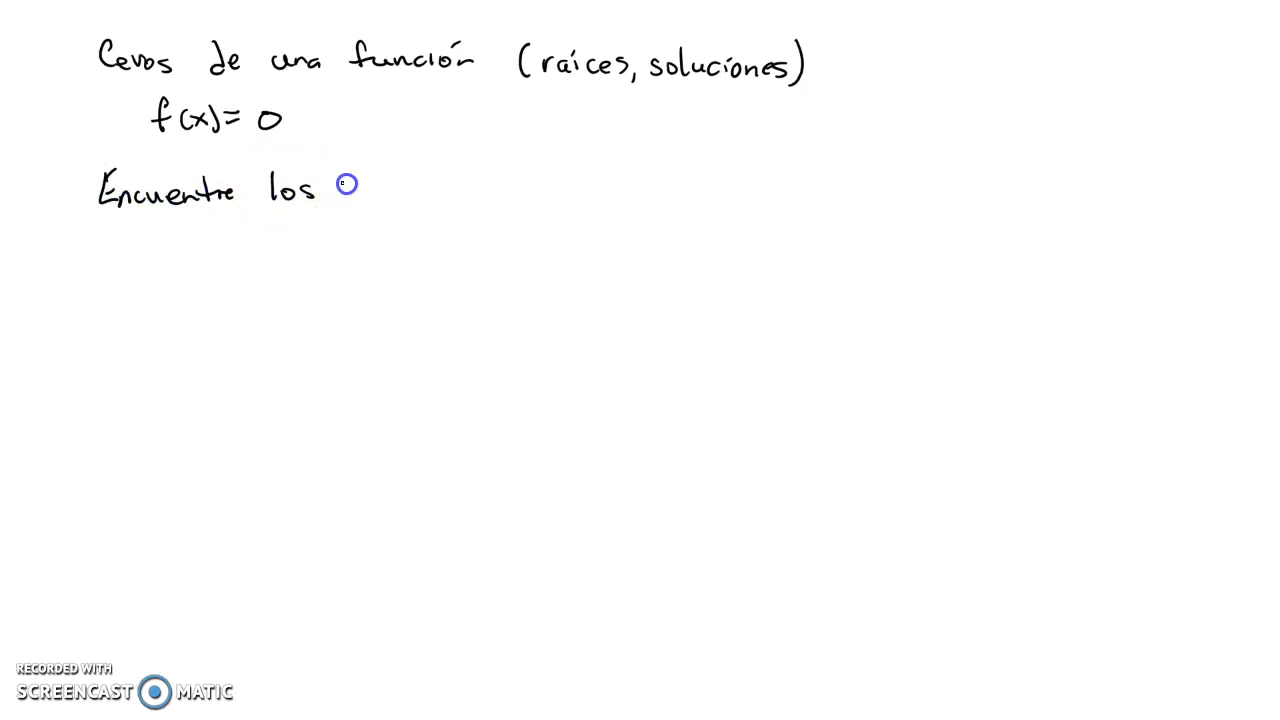 Ceros de una función (raíces, soluciones)
f(x)= 0
Encuentre los
RECORDED WITH
SCREENCAST MATIC